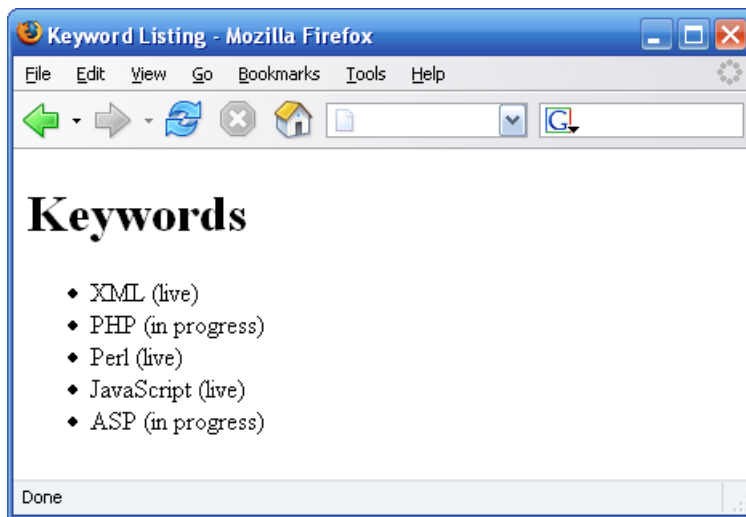 Keyword Listing - Mozilla Firefox
File Edit View Go Bookmarks Tools Help
G
Keywords
• XML (live)
• PHP (in progress)
• Perl (live)
• JavaScript (live)
• ASP (in progress)
Done